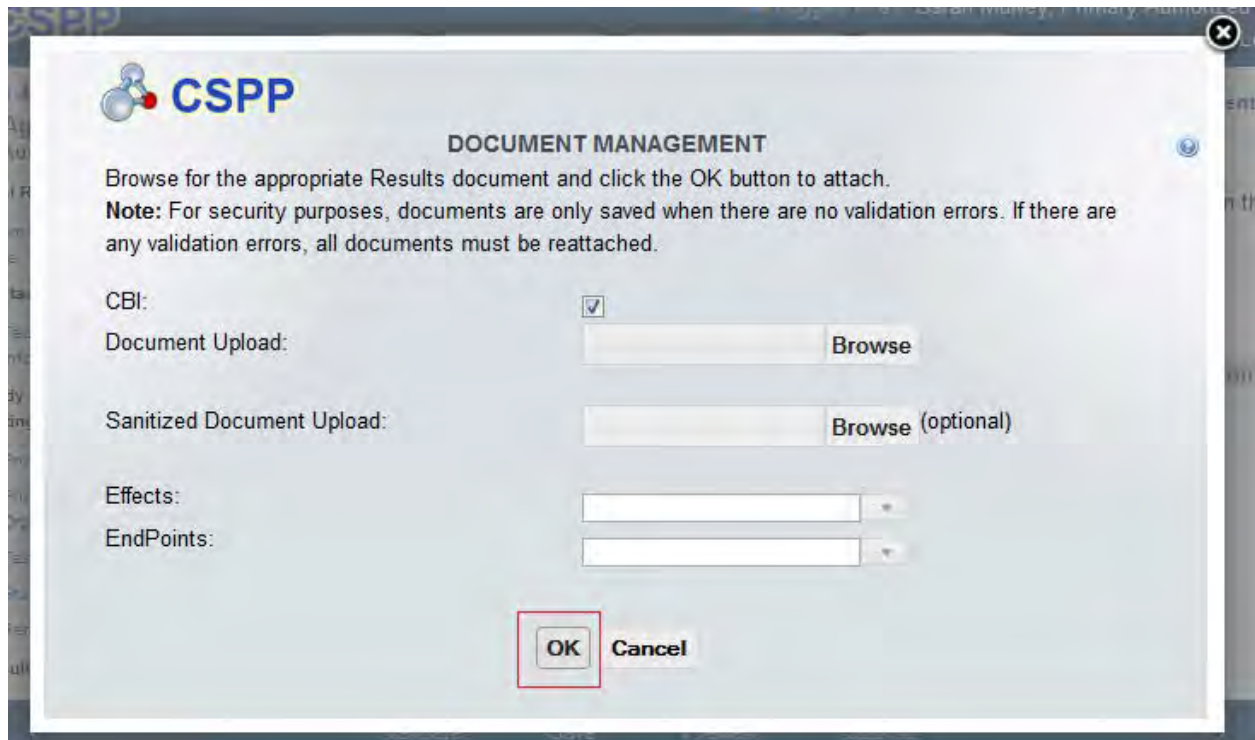 CSPP
CSPP
DOCUMENT MANAGEMENT
Browse for the appropriate Results document and click the OK button to attach.
Note: For security purposes, documents are only saved when there are no validation errors. If there are
any validation errors, all documents must be reattached.
CBI:
Document Upload:
Browse
Sanitized Document Upload:
Browse (optional)
Effects:
EndPoints:
OK
Cancel